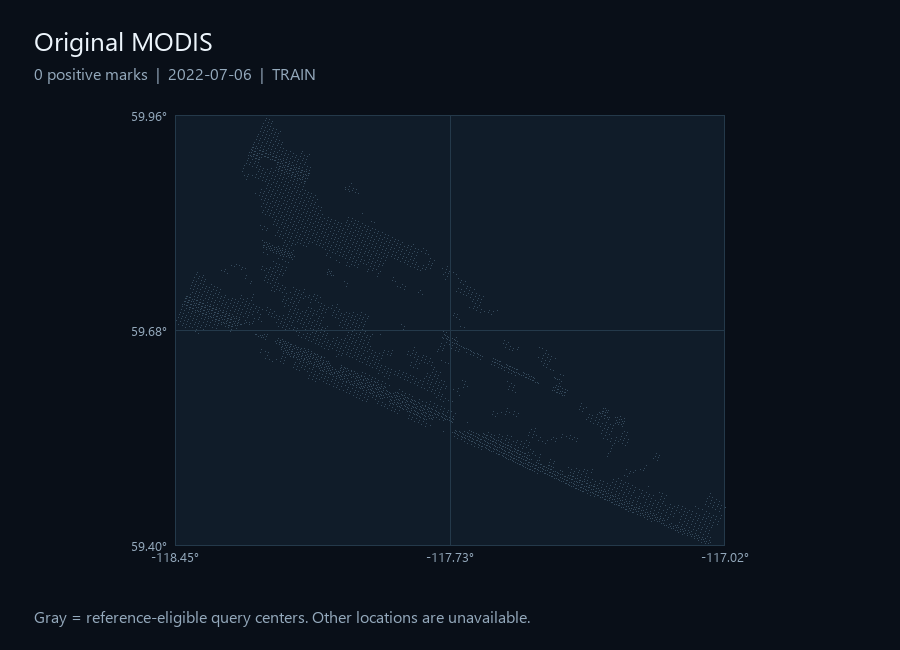 Original MODIS
0 positive marks | 2022-07-06 | TRAIN
59.96°
59.68°
59.40°
-118.45°
-117.73°
-117.02°
Gray = reference-eligible query centers. Other locations are unavailable.